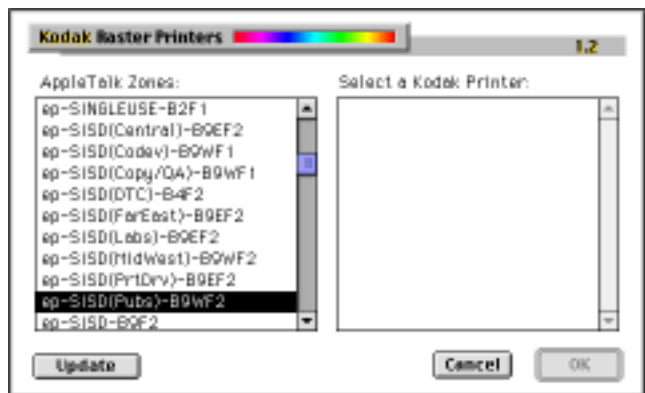 Kodak Raster Printers
1.2
AppleTalk Zones:
ep-SINGLEUSE-B2F1
ep-SISD(Central)-B9EF2
ep-SISD(Codev)-B9WF1
ep-SISD(Copy/QA)-B9WF1
ep-SISD(DTC)-B4F2
ep-SISD(FarEast)-B9EF2
ep-SISD(Labs)-B9EF2
ep-SISD(MidWest)-B9WF2
ep-SISD(PrtDrv)-B9EF2
ep-SISD(Pubs)-B9WF2
ep-SISD-B9F2
Select a Kodak Printer:
Update
Cancel
OK